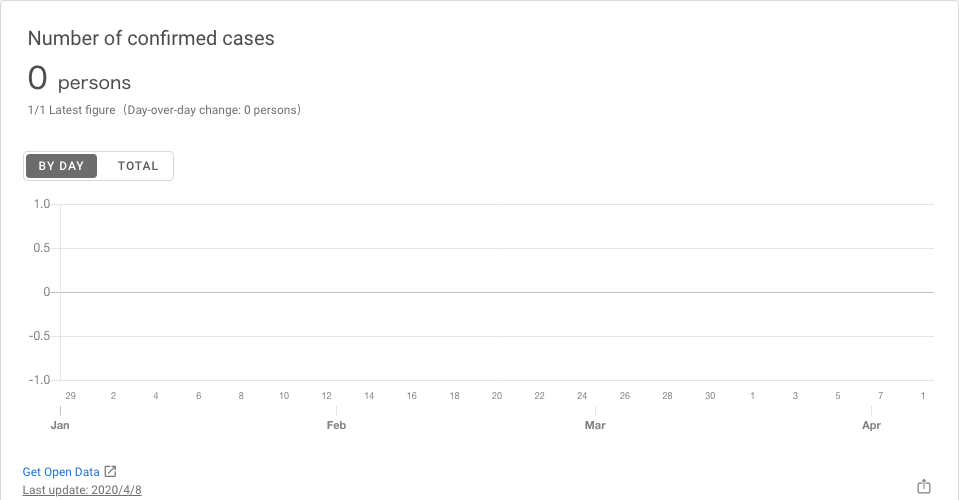 Number of confirmed cases
0 persons
1/1 Latest figure（Day-over-day change: 0 persons）
BY DAY TOTAL
1.0
0.5
0
-0.5
-1.0
29 2 4 6 8 10 12 14 16 18 20 22 24 26 28 30 1 3 5 7 1
Jan Feb Mar Apr
Get Open Data
Last update: 2020/4/8